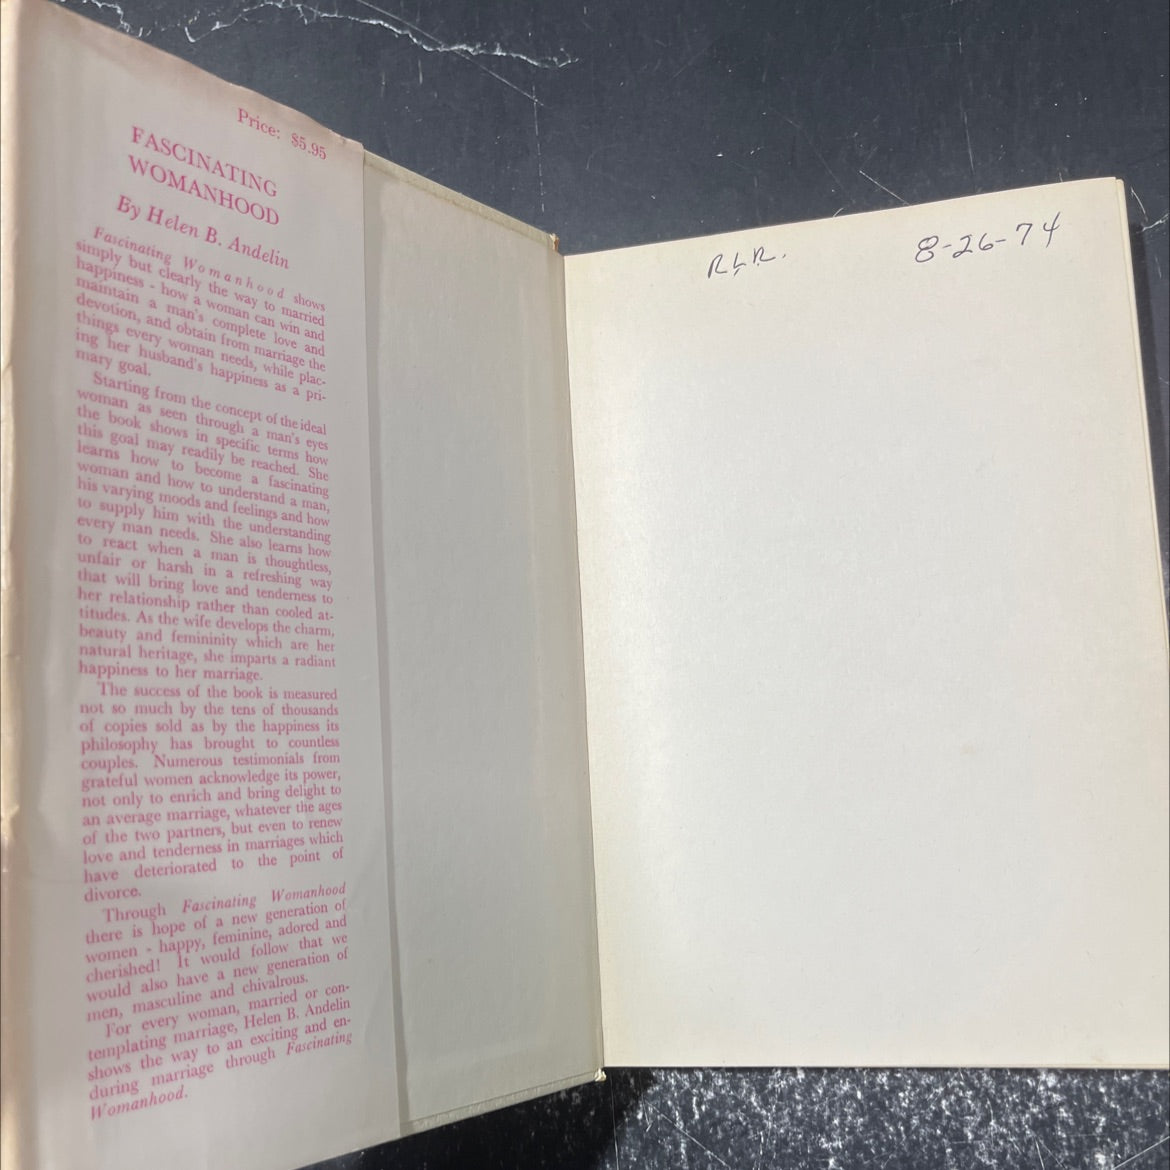 Price: $5.95
FASCINATING
WOMANHOOD
By Helen B. Andelin
Fascinating Womanhood shows
simply but clearly the way to married
happiness - how a woman can win and
maintain a man's complete love and
devotion, and obtain from marriage the
things every woman needs, while plac-
ing her husband's happiness as a pri-
mary goal.
Starting from the concept of the ideal
woman as seen through a man's eyes
the book shows in specific terms how
this goal may readily be reached. She
learns how to become a fascinating
woman and how to understand a man,
his varying moods and feelings and how
to supply him with the understanding
every man needs. She also learns how
to react when a man is thoughtless,
unfair or harsh in a refreshing way
that will bring love and tenderness to
her relationship rather than cooled at-
titudes. As the wife develops the charm,
beauty and femininity which are her
natural heritage, she imparts a radiant
happiness to her marriage.
The success of the book is measured
not so much by the tens of thousands
of copies sold as by the happiness its
philosophy has brought to countless
couples. Numerous testimonials from
grateful women acknowledge its power,
not only to enrich and bring delight to
an average marriage, whatever the ages
of the two partners, but even to renew
love and tenderness in marriages which
have deteriorated to the point of
divorce.
Through Fascinating Womanhood
there is hope of a new generation of
women - happy, feminine, adored and
cherished! It would follow that we
would also have a new generation of
men, masculine and chivalrous.
For every woman, married or con-
templating marriage, Helen B. Andelin
shows the way to an exciting and en-
during marriage through Fascinating
Womanhood.
R.L.R. 8-26-74